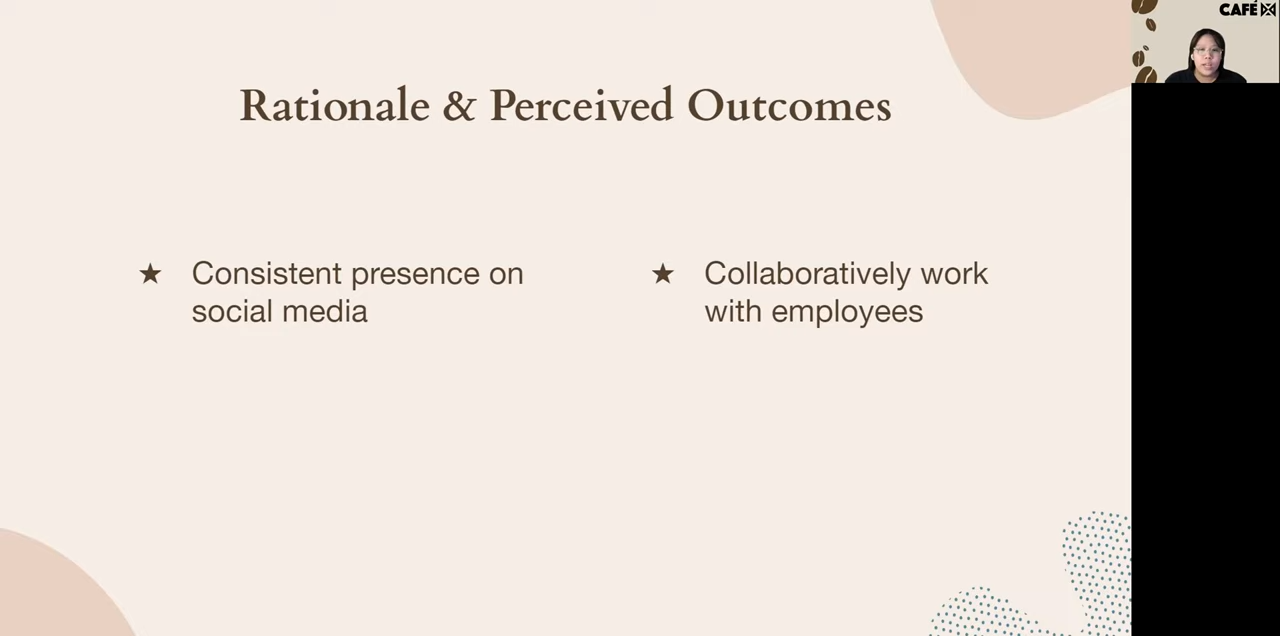 CAFÉ X
Rationale & Perceived Outcomes
★ Consistent presence on
social media
★ Collaboratively work
with employees